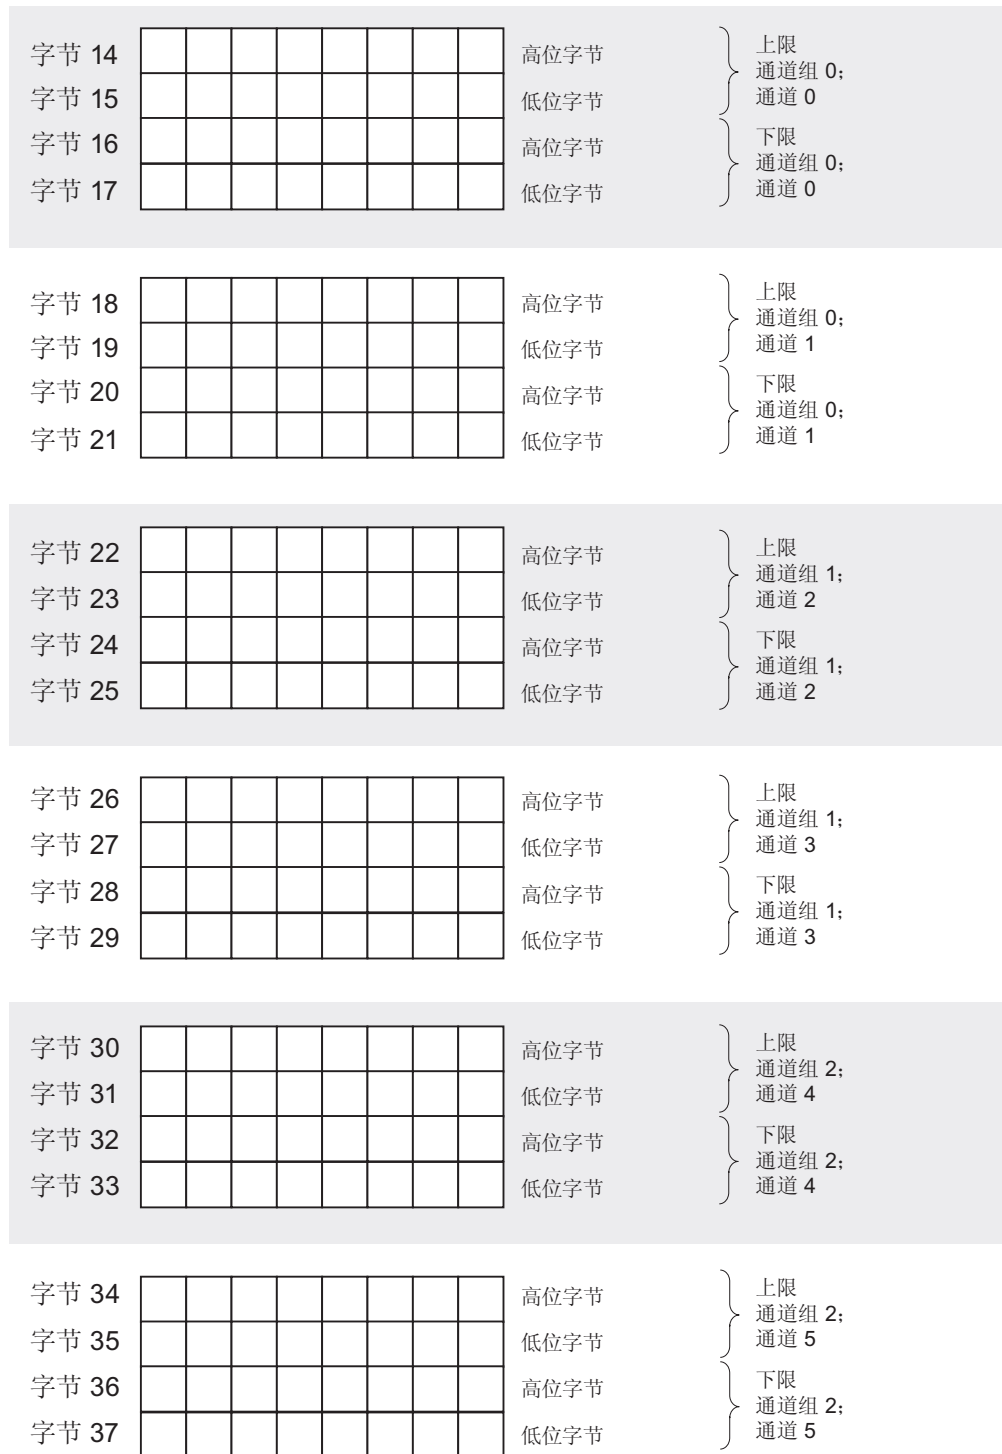 字节 14 高位字节 上限
通道组 0;
字节 15 低位字节 通道 0
字节 16 高位字节 下限
通道组 0;
字节 17 低位字节 通道 0
字节 18 高位字节 上限
通道组 0;
字节 19 低位字节 通道 1
字节 20 高位字节 下限
通道组 0;
字节 21 低位字节 通道 1
字节 22 高位字节 上限
通道组 1;
字节 23 低位字节 通道 2
字节 24 高位字节 下限
通道组 1;
字节 25 低位字节 通道 2
字节 26 高位字节 上限
通道组 1;
字节 27 低位字节 通道 3
字节 28 高位字节 下限
通道组 1;
字节 29 低位字节 通道 3
字节 30 高位字节 上限
通道组 2;
字节 31 低位字节 通道 4
字节 32 高位字节 下限
通道组 2;
字节 33 低位字节 通道 4
字节 34 高位字节 上限
通道组 2;
字节 35 低位字节 通道 5
字节 36 高位字节 下限
通道组 2;
字节 37 低位字节 通道 5